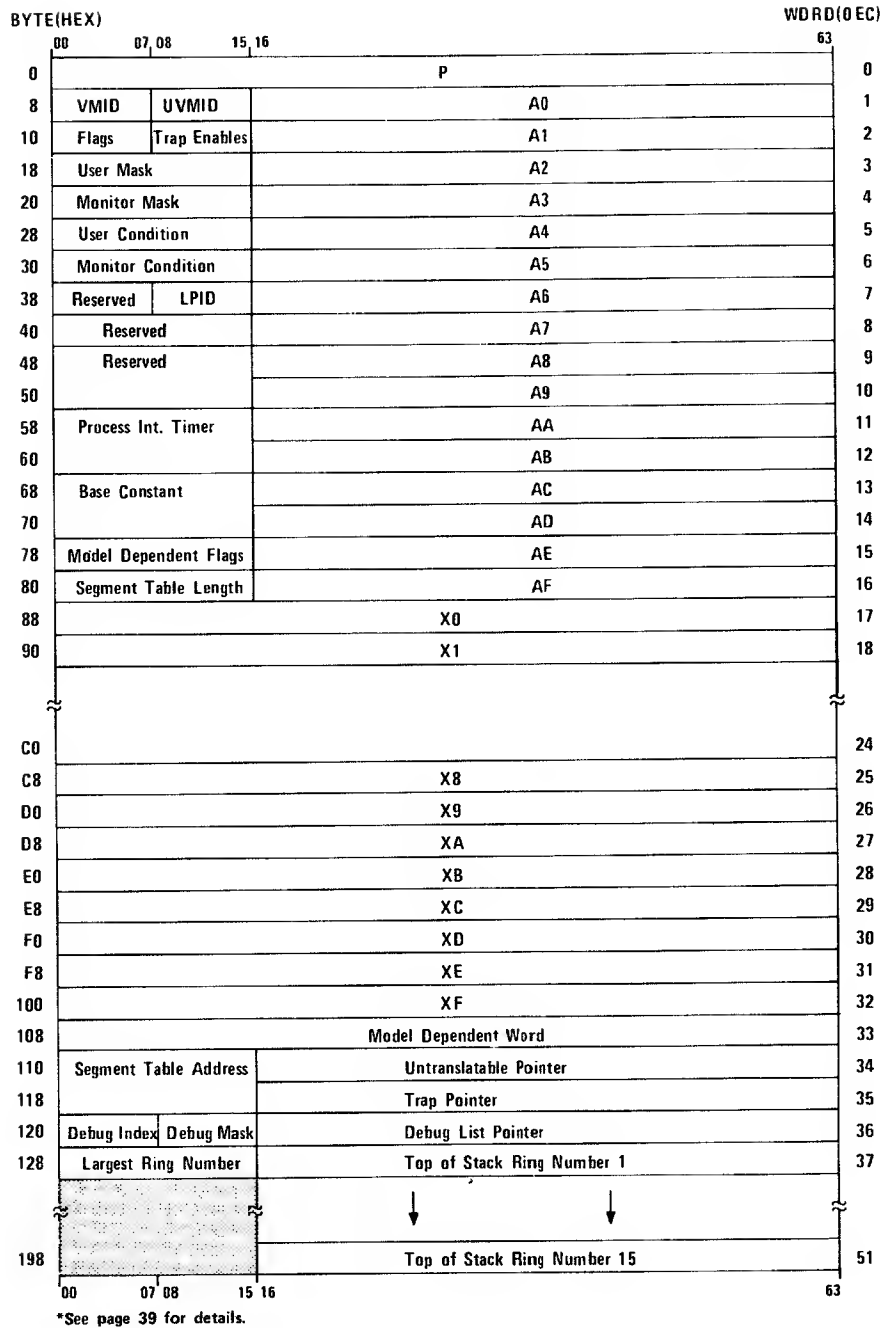 BYTE(HEX) WDRD(0EC)
00 07 08 15 16 63
0 P 0
8 VMID UVMID A0 1
10 Flags Trap Enables A1 2
18 User Mask A2 3
20 Monitor Mask A3 4
28 User Condition A4 5
30 Monitor Condition A5 6
38 Reserved LPID A6 7
40 Reserved A7 8
48 Reserved A8 9
50 A9 10
58 Process Int. Timer AA 11
60 AB 12
68 Base Constant AC 13
70 AD 14
78 Model Dependent Flags AE 15
80 Segment Table Length AF 16
88 X0 17
90 X1 18
C0 24
C8 X8 25
D0 X9 26
D8 XA 27
E0 XB 28
E8 XC 29
F0 XD 30
F8 XE 31
100 XF 32
108 Model Dependent Word 33
110 Segment Table Address Untranslatable Pointer 34
118 Trap Pointer 35
120 Debug Index Debug Mask Debug List Pointer 36
128 Largest Ring Number Top of Stack Ring Number 1 37
198 Top of Stack Ring Number 15 51
00 07 08 15 16 63
*See page 39 for details.